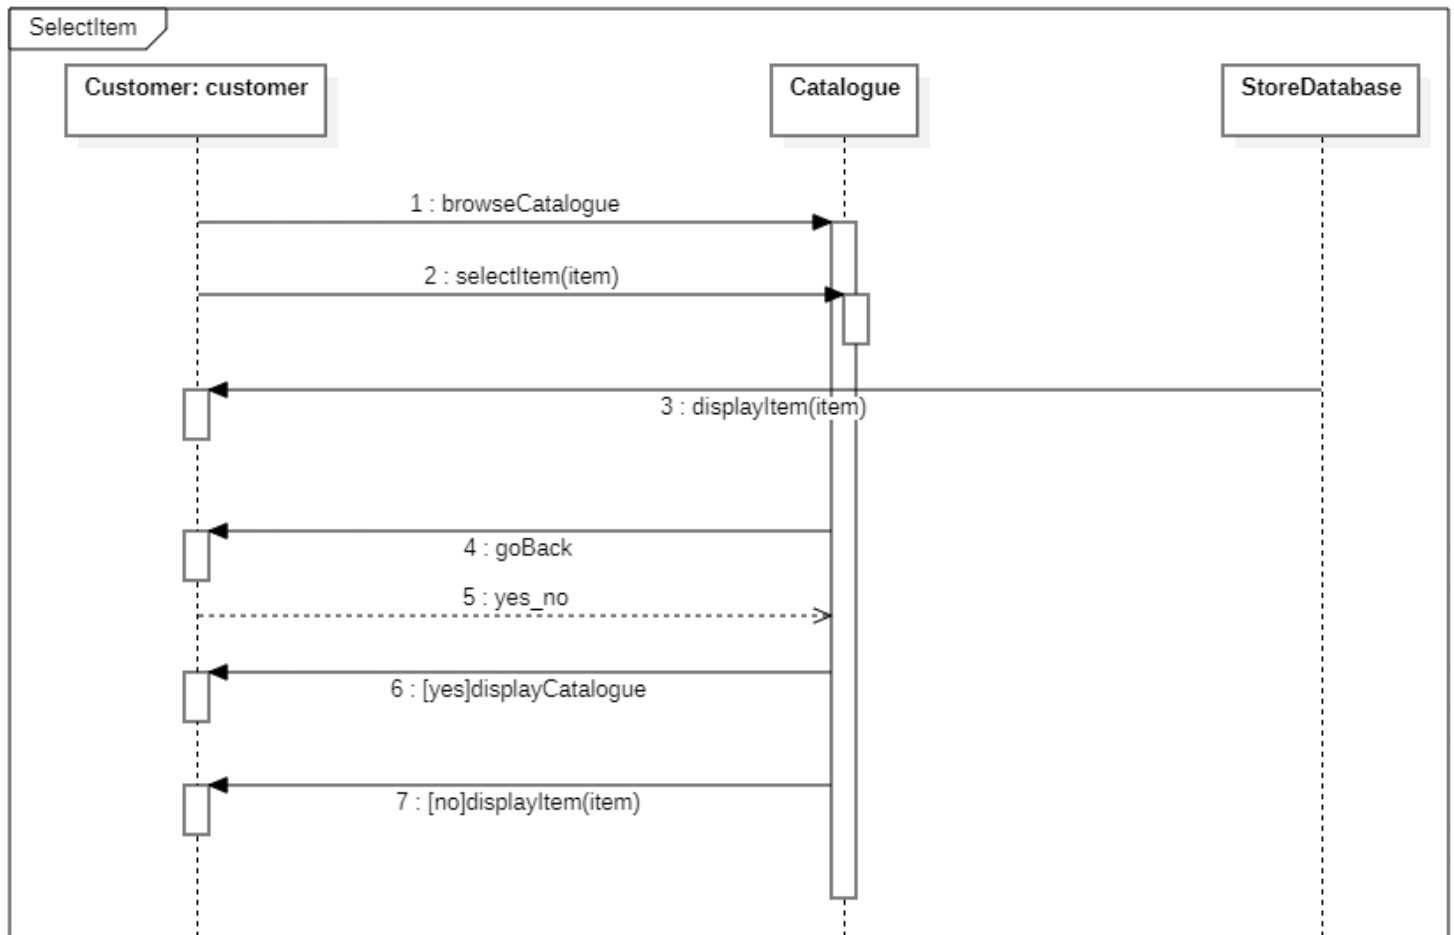 SelectItem
Customer: customer
Catalogue
StoreDatabase
1 : browseCatalogue
2 : selectItem(item)
3 : displayItem(item)
4 : goBack
5 : yes_no
6 : [yes]displayCatalogue
7 : [no]displayItem(item)